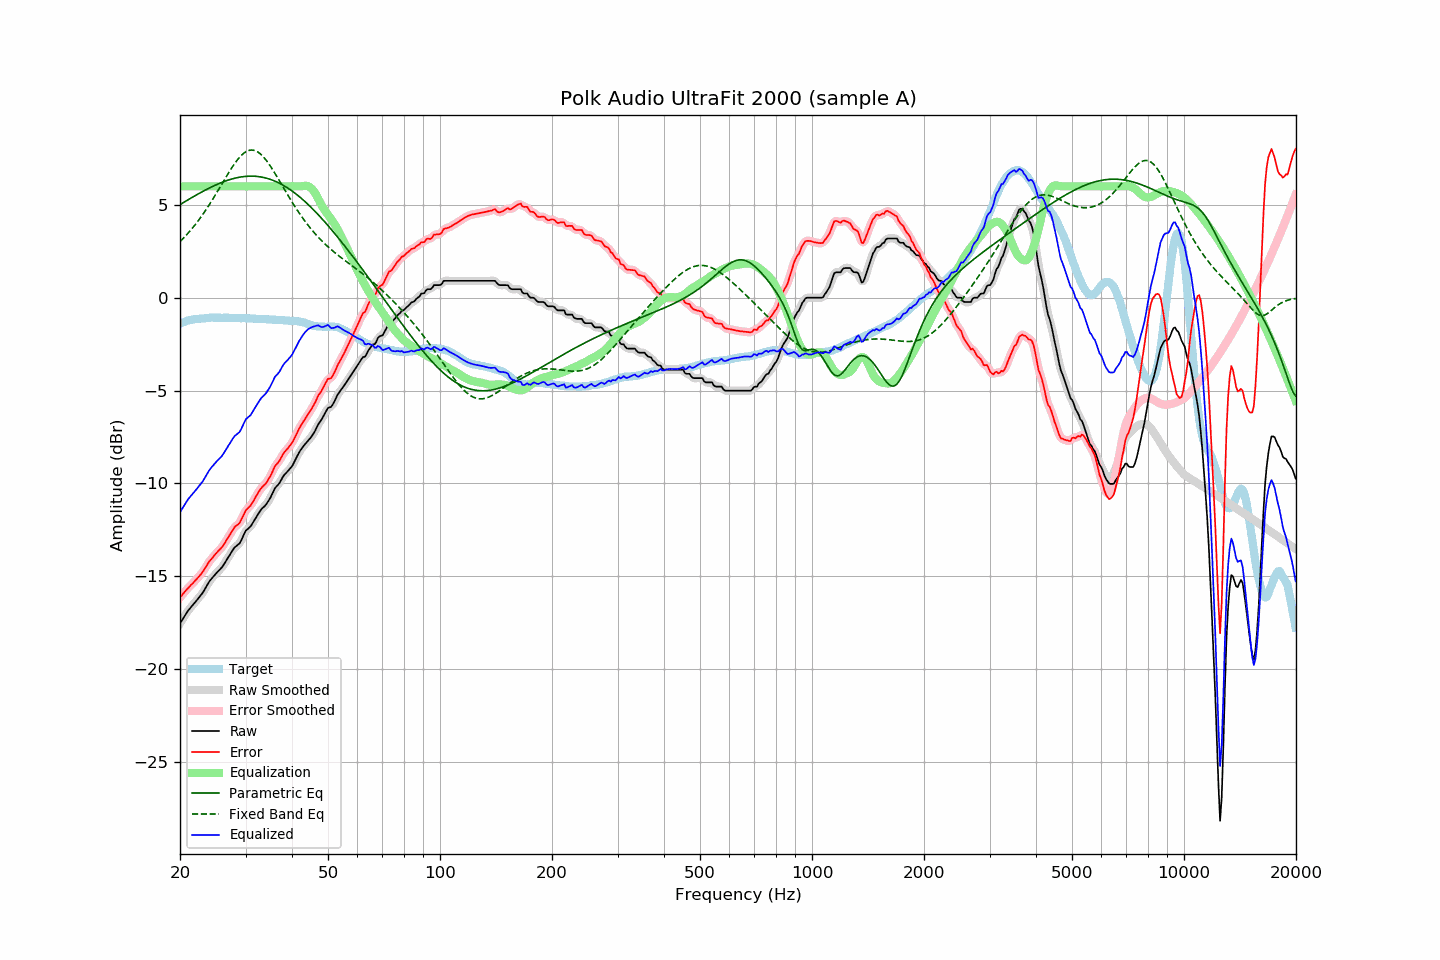 Polk Audio UltraFit 2000 (sample A)
5
0
−5
−10
−15
−20
−25
Amplitude (dBr)
Target
Raw Smoothed
Error Smoothed
Raw
Error
Equalization
Parametric Eq
Fixed Band Eq
Equalized
20 50 100 200 500 1000 2000 5000 10000 20000
Frequency (Hz)